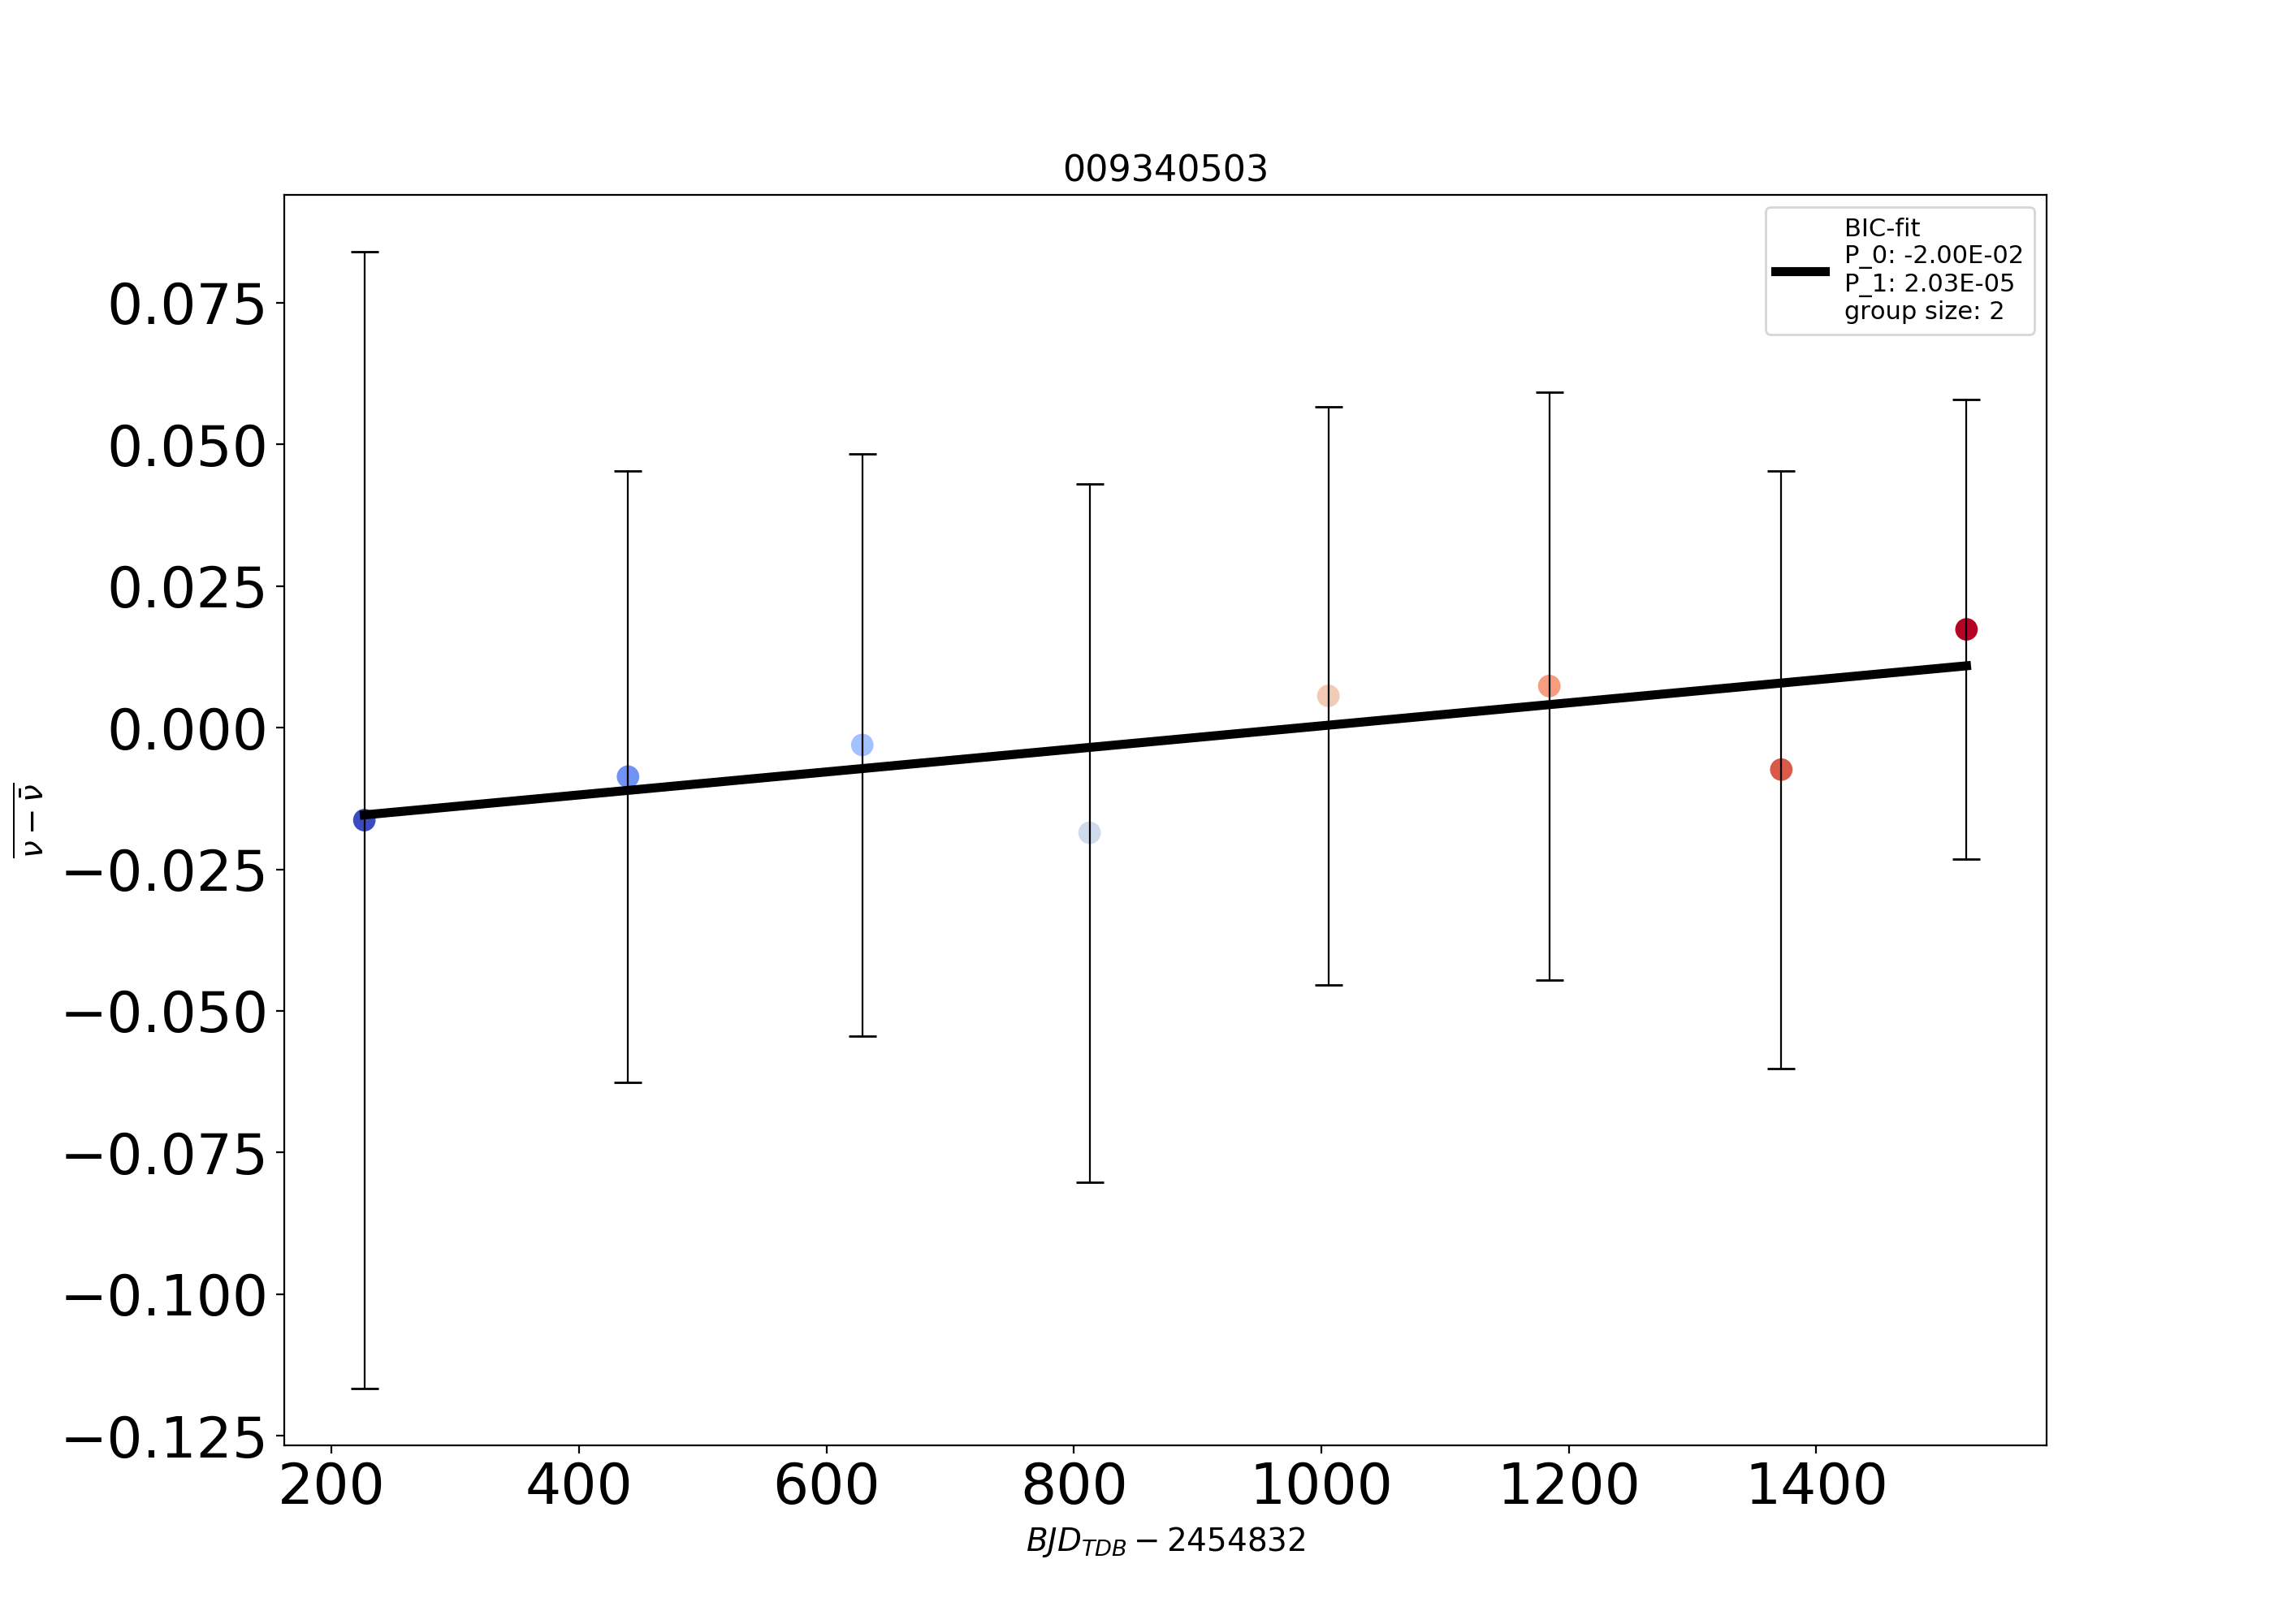 009340503
BIC-fit
P_0: -2.00E-02
P_1: 2.03E-05
group size: 2
0.075
0.050
0.025
0.000
−0.025
−0.050
−0.075
−0.100
−0.125
ν − ν̄
200 400 600 800 1000 1200 1400
BJD_TDB − 2454832